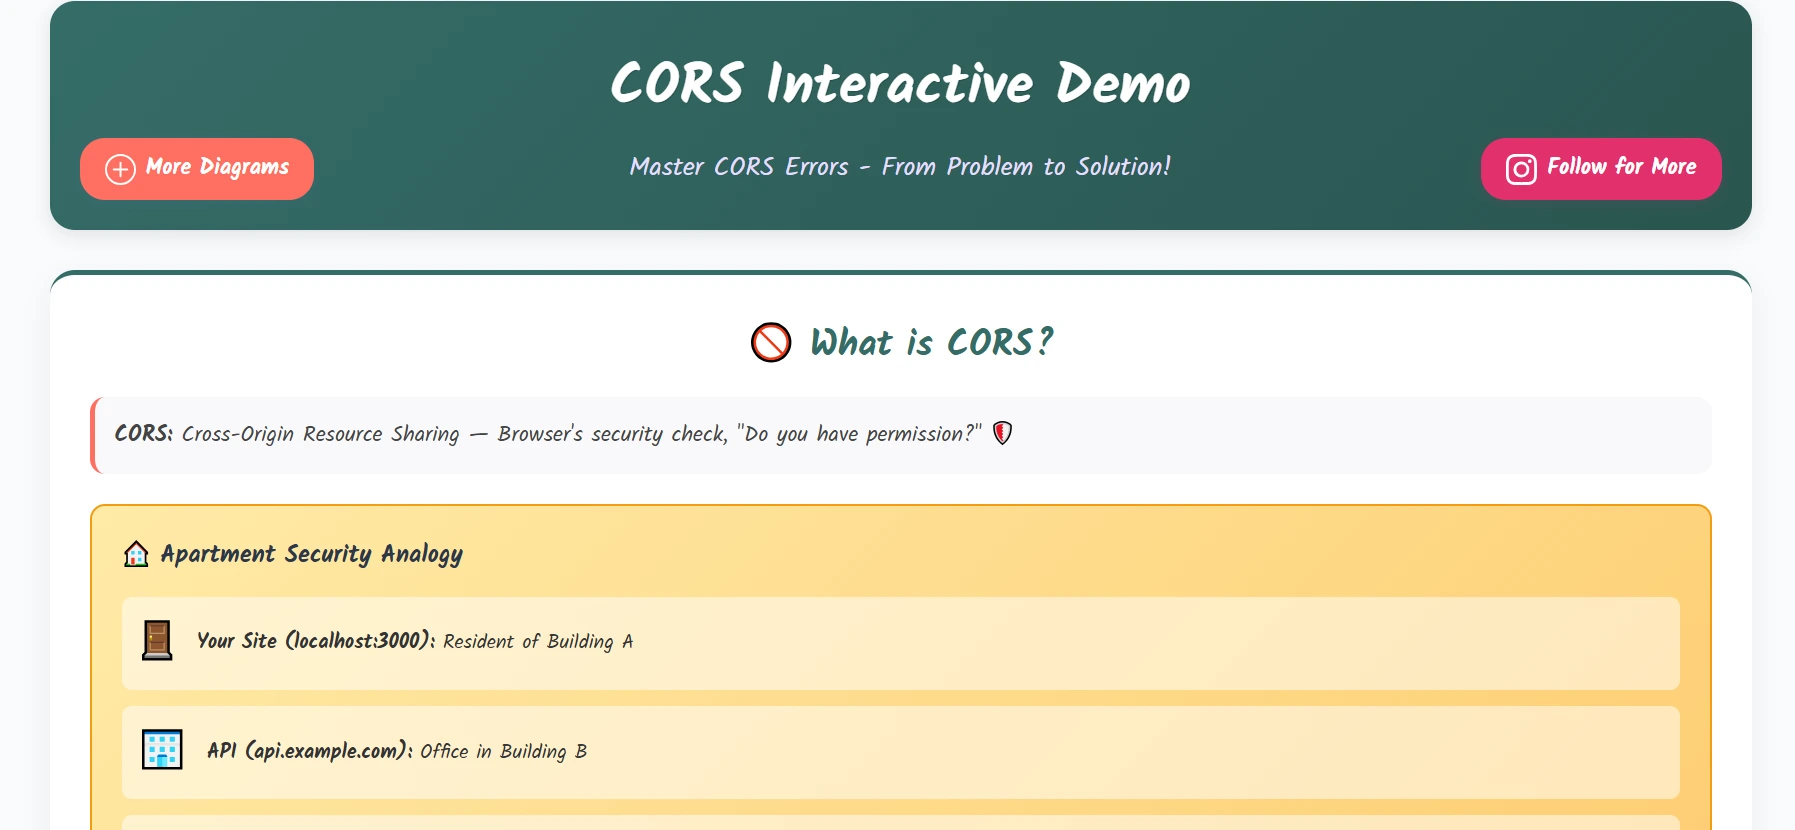 CORS Interactive Demo
More Diagrams
Master CORS Errors - From Problem to Solution!
Follow for More
What is CORS?
CORS: Cross-Origin Resource Sharing — Browser's security check, "Do you have permission?"
Apartment Security Analogy
Your Site (localhost:3000): Resident of Building A
API (api.example.com): Office in Building B